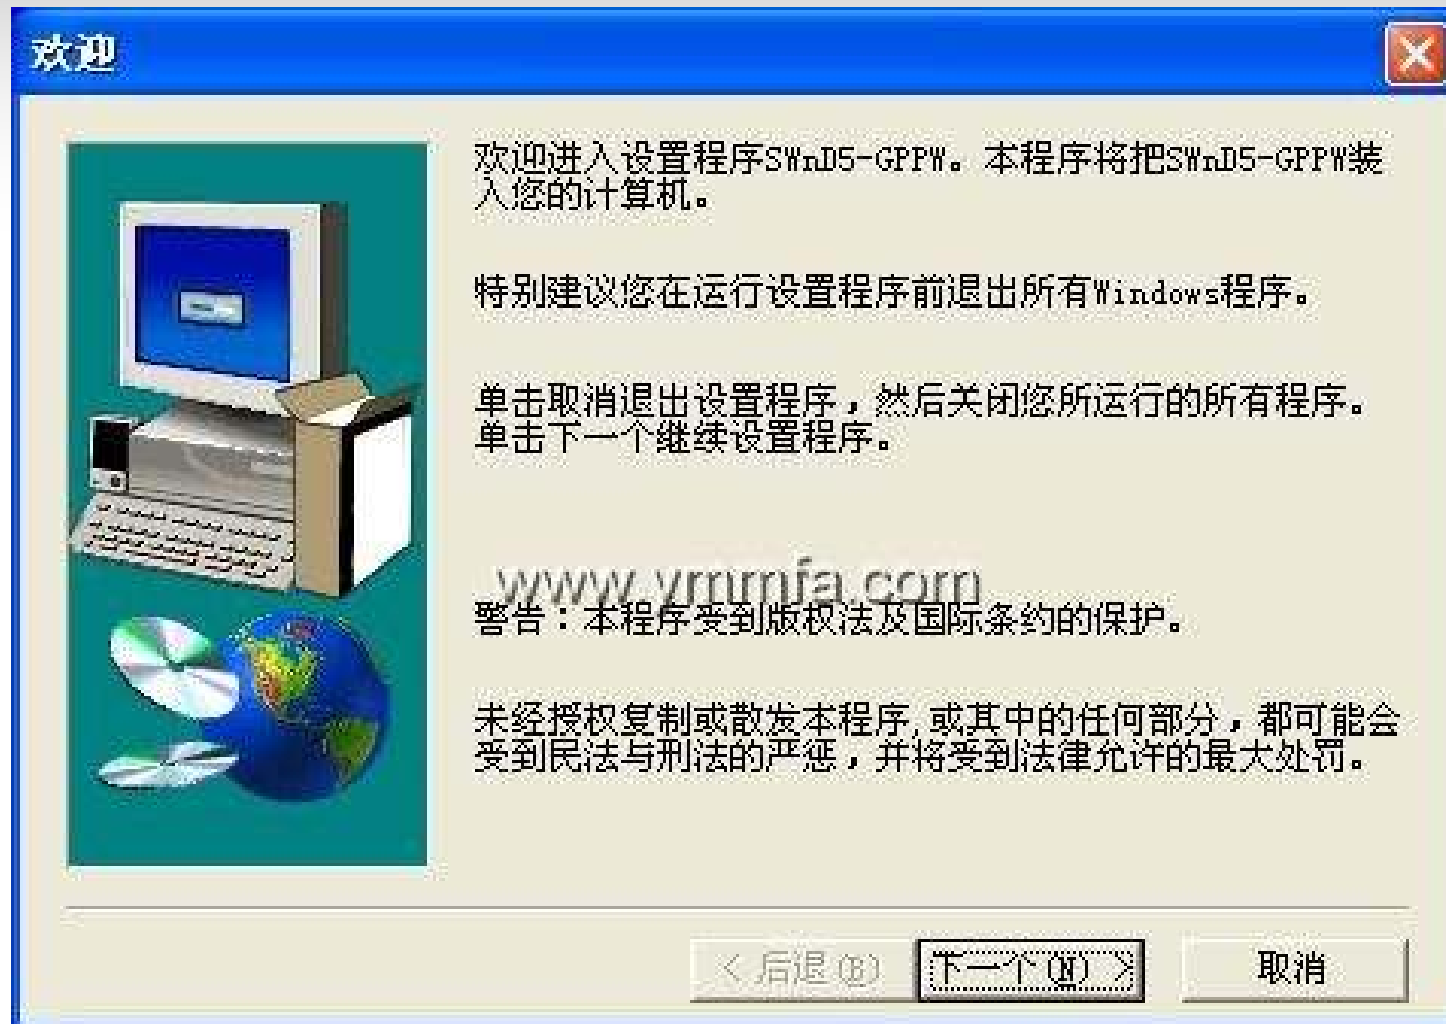 欢迎
欢迎进入设置程序SWnD5-GPPW。本程序将把SWnD5-GPPW装
入您的计算机。
特别建议您在运行设置程序前退出所有Windows程序。
单击取消退出设置程序，然后关闭您所运行的所有程序。
单击下一个继续设置程序。
www.ymmfa.com
警告：本程序受到版权法及国际条约的保护。
未经授权复制或散发本程序,或其中的任何部分，都可能会
受到民法与刑法的严惩，并将受到法律允许的最大处罚。
< 后退(B) 下一个(N) > 取消